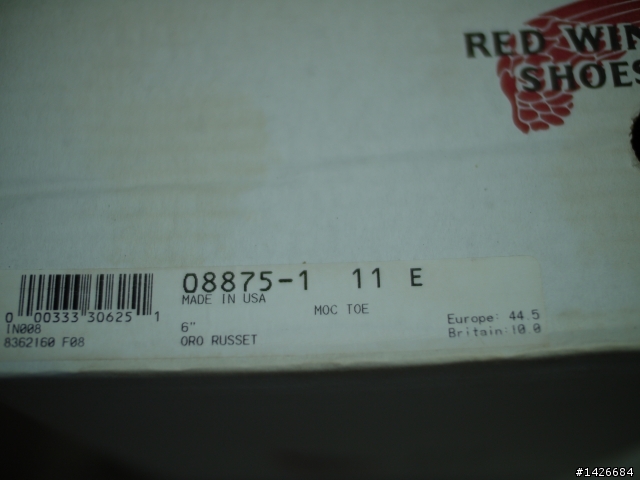 RED WIN
SHOES
08875-1 11 E
MADE IN USA
MOC TOE
0 00333 30625 1
IN008
8362160 F08
6"
ORO RUSSET
Europe: 44.5
Britain: 10.0
#1426684